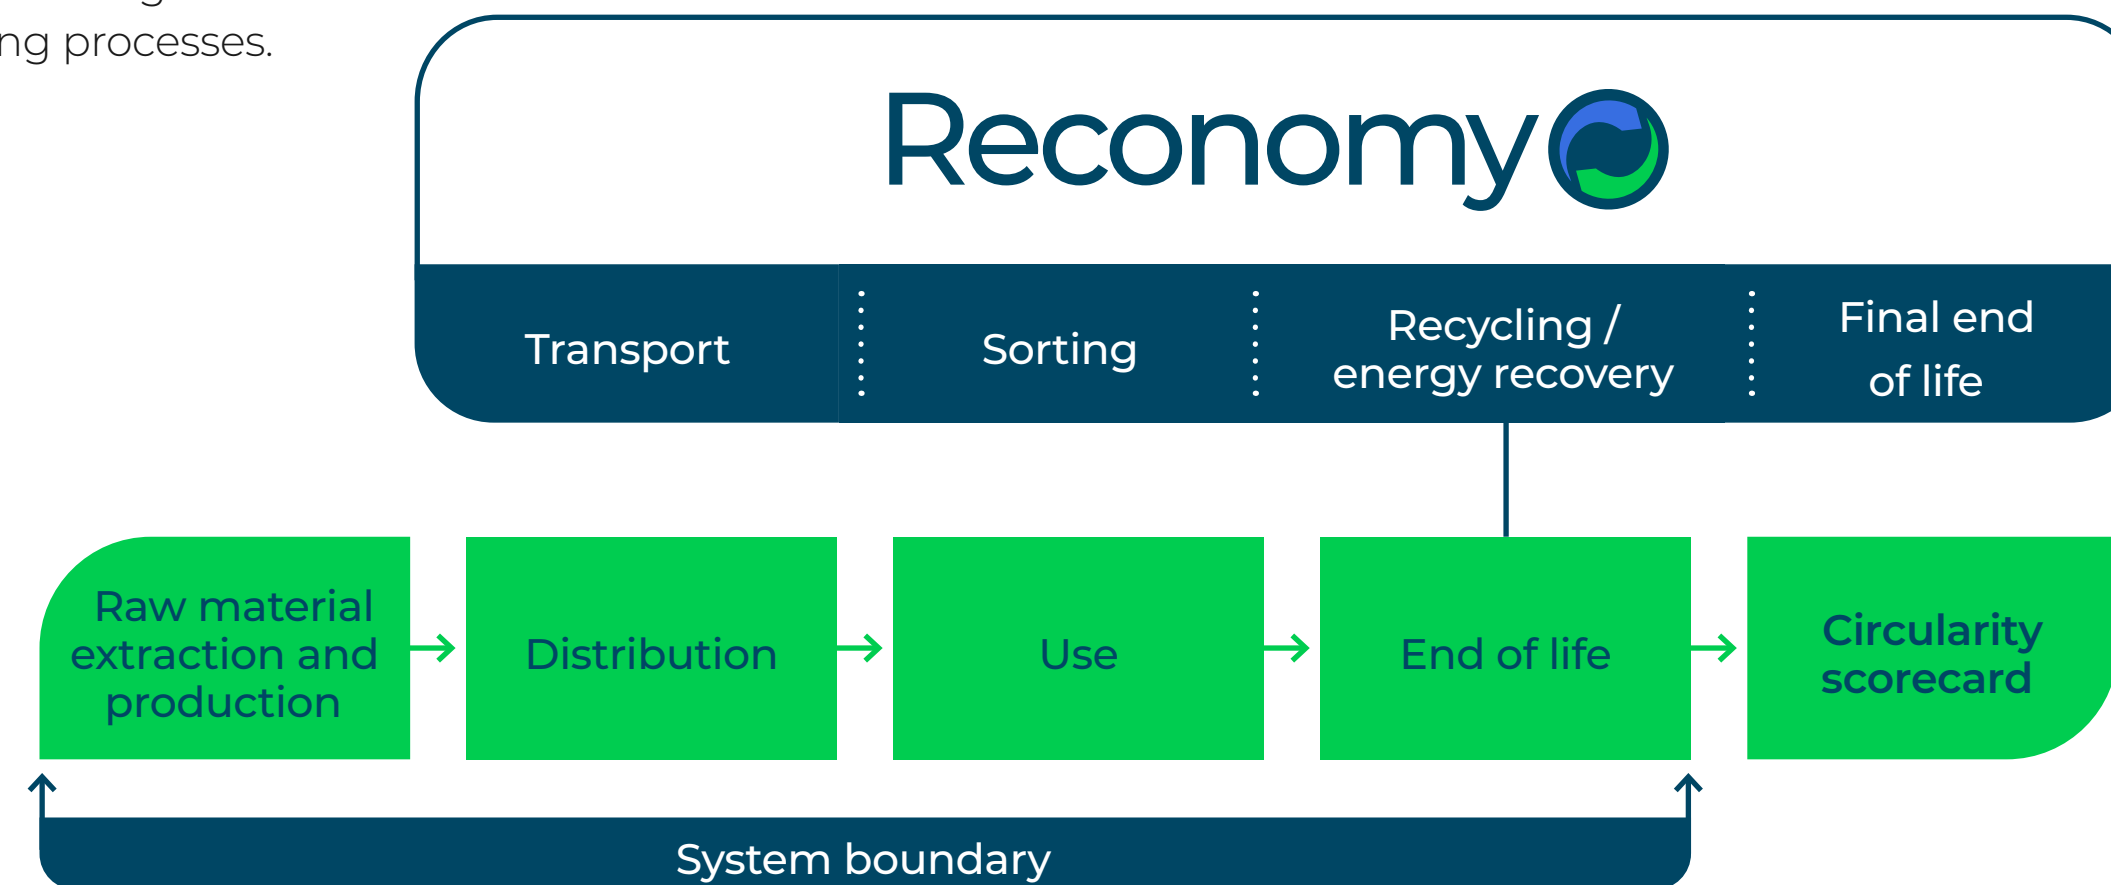 processes.
Reconomy
Transport
Sorting
Recycling /
energy recovery
Final end
of life
Raw material
extraction and
production
Distribution
Use
End of life
Circularity
scorecard
System boundary